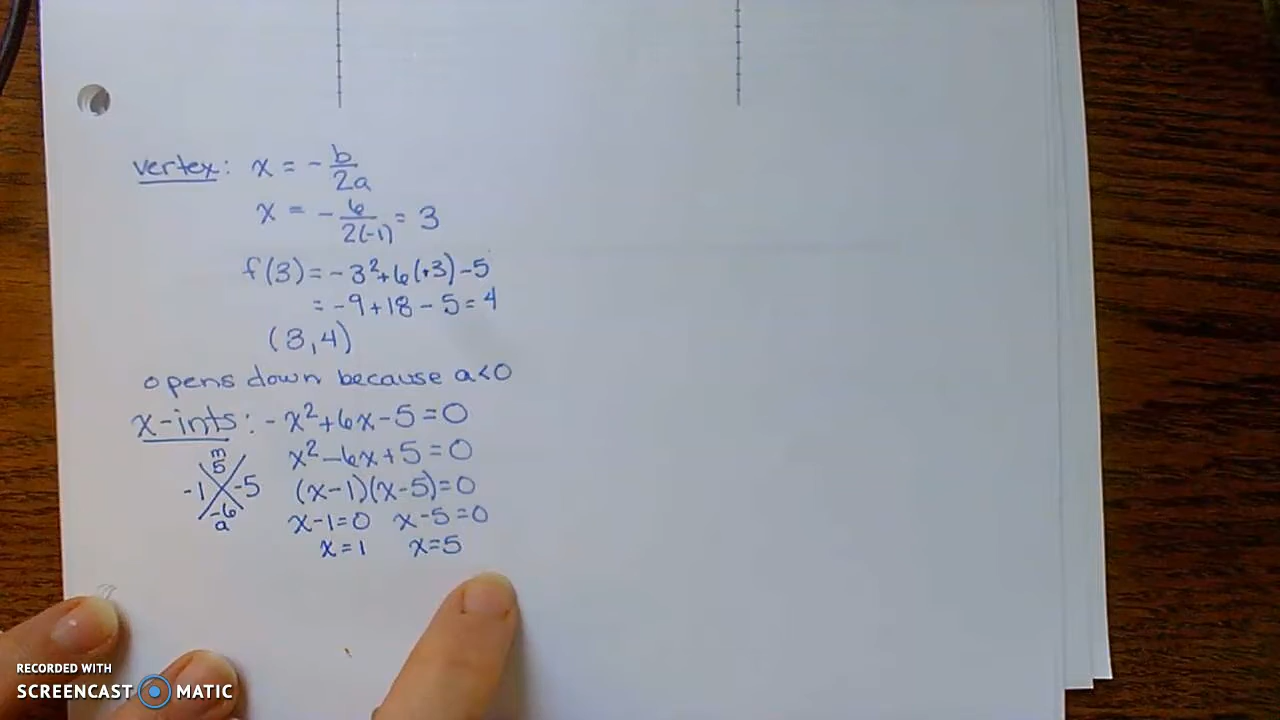 vertex: x = - b/2a
x = - 6/2(-1) = 3
f(3) = -3²+6(+3)-5
= -9+18-5=4
(3,4)
opens down because a<0
x-ints: -x²+6x-5=0
x²-6x+5=0
m
5
-1 -5
-6
a
(x-1)(x-5)=0
x-1=0 x-5=0
x=1 x=5
RECORDED WITH
SCREENCAST MATIC